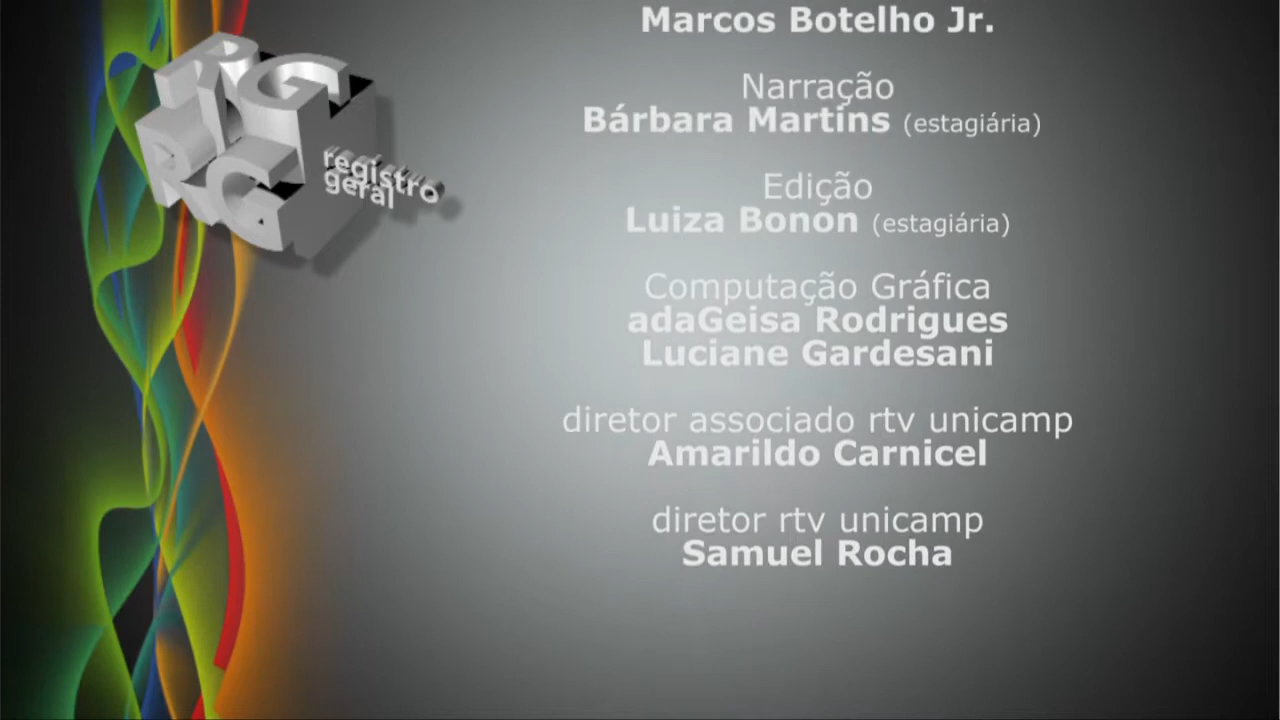 Marcos Botelho Jr.
RG
RG
registro
geral
Narração
Bárbara Martins (estagiária)
Edição
Luiza Bonon (estagiária)
Computação Gráfica
adaGeisa Rodrigues
Luciane Gardesani
diretor associado rtv unicamp
Amarildo Carnicel
diretor rtv unicamp
Samuel Rocha